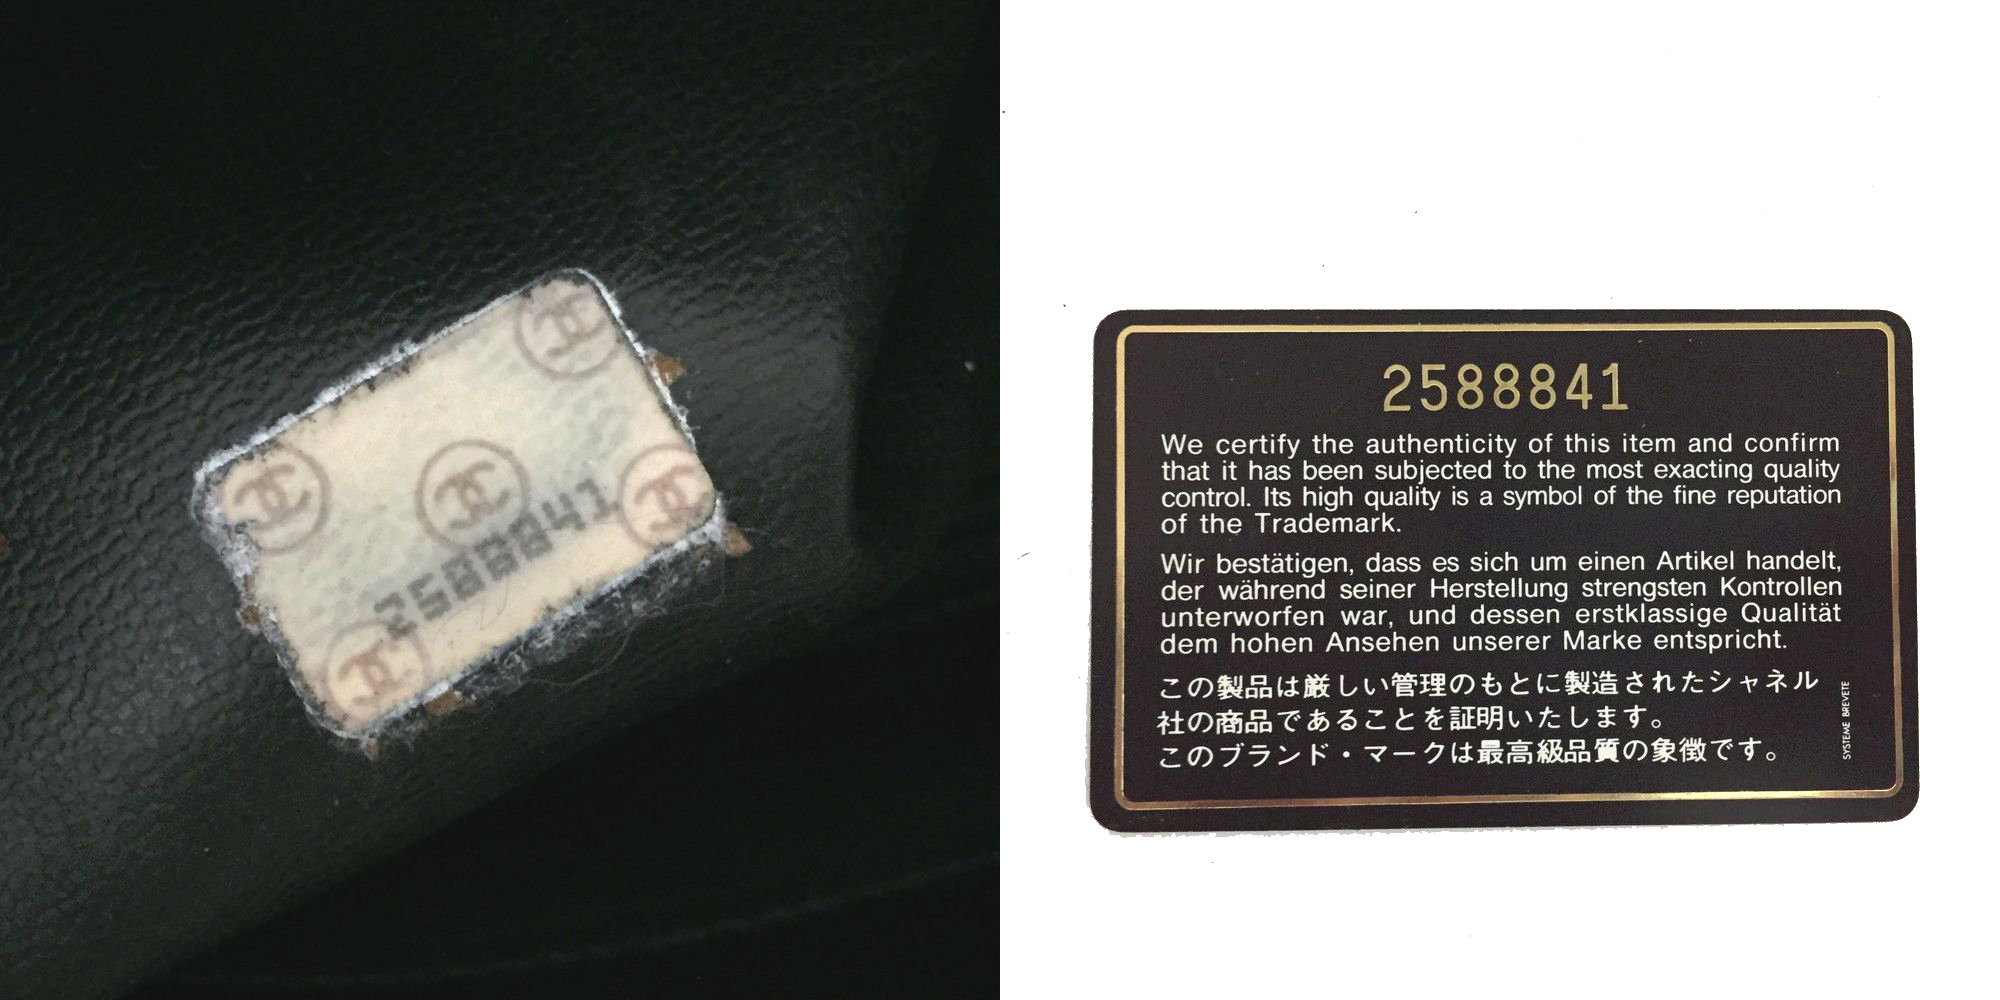 2588841
2588841
We certify the authenticity of this item and confirm
that it has been subjected to the most exacting quality
control. Its high quality is a symbol of the fine reputation
of the Trademark.
Wir bestätigen, dass es sich um einen Artikel handelt,
der während seiner Herstellung strengsten Kontrollen
unterworfen war, und dessen erstklassige Qualität
dem hohen Ansehen unserer Marke entspricht.
この製品は厳しい管理のもとに製造されたシャネル
社の商品であることを証明いたします。
このブランド・マークは最高級品質の象徴です。
SYSTEME BREVETE